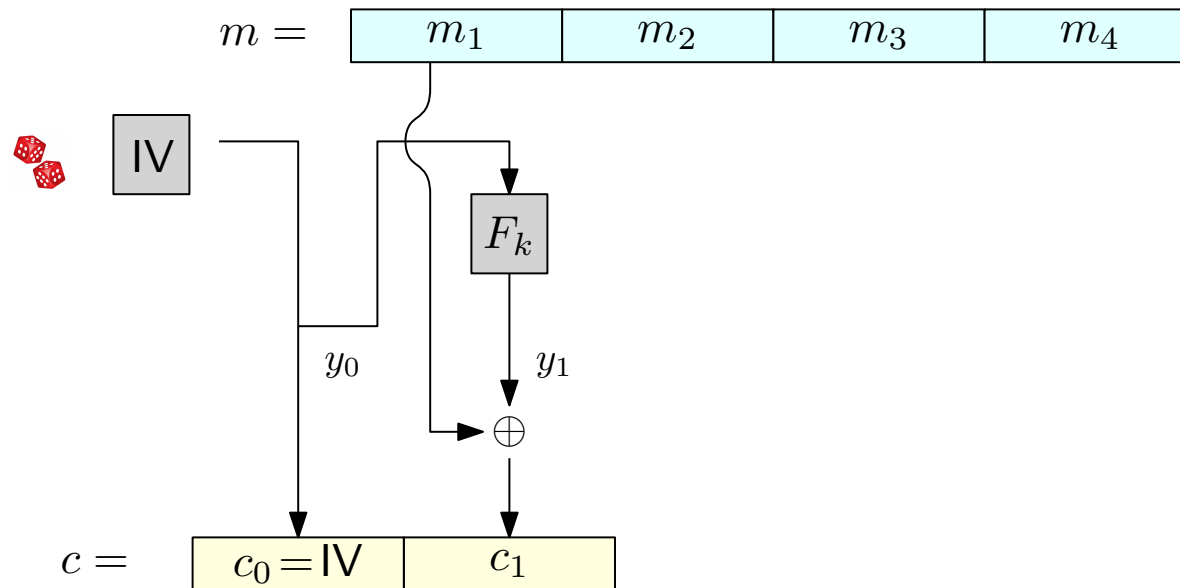 m = m₁ m₂ m₃ m₄
IV
Fₖ
y₀ y₁
⊕
c = c₀ = IV c₁